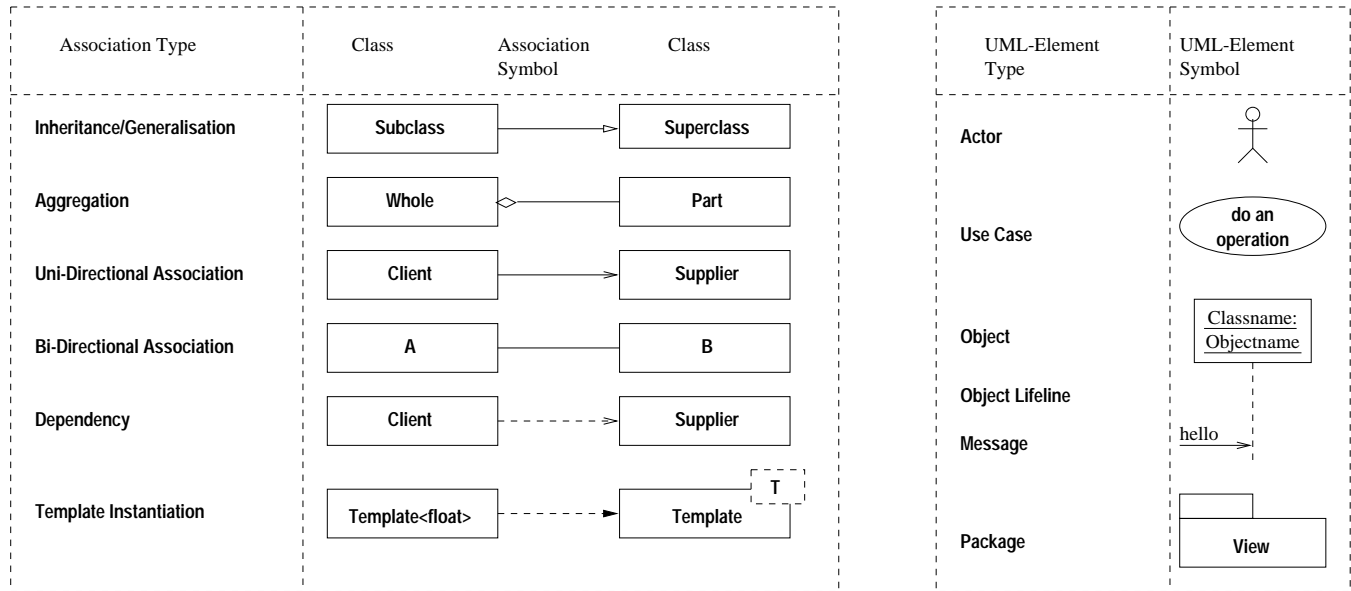 Association Type
Class
Association
Symbol
Class
Inheritance/Generalisation
Subclass
Superclass
Aggregation
Whole
Part
Uni-Directional Association
Client
Supplier
Bi-Directional Association
A
B
Dependency
Client
Supplier
Template Instantiation
Template<float>
Template
T
UML-Element
Type
UML-Element
Symbol
Actor
Use Case
do an
operation
Object
Classname:
Objectname
Object Lifeline
Message
hello
Package
View